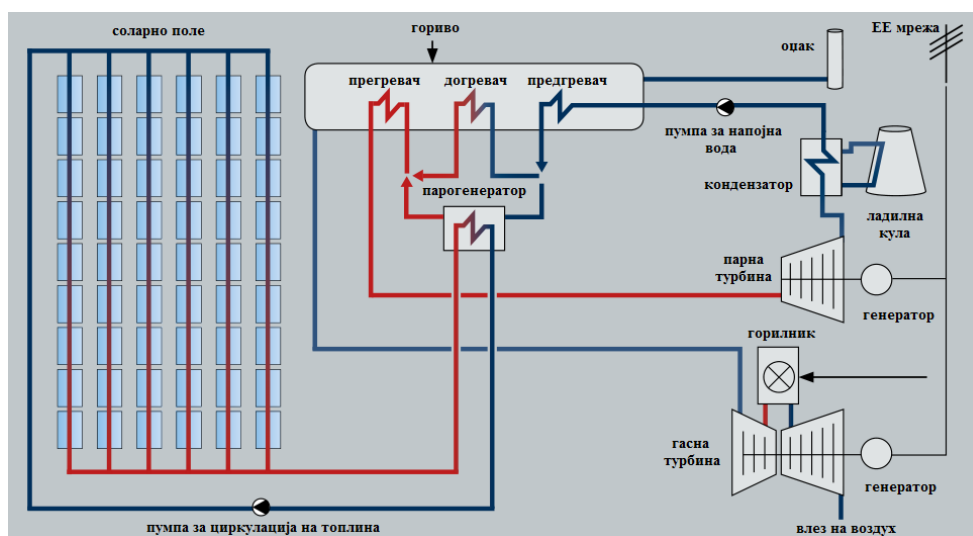 соларно поле
гориво
оџак
ЕЕ мрежа
прегревач
догревач
предгревач
пумпа за напојна
вода
кондензатор
ладилна
кула
парогенератор
парна
турбина
генератор
горилник
гасна
турбина
генератор
пумпа за циркулација на топлина
влез на воздух